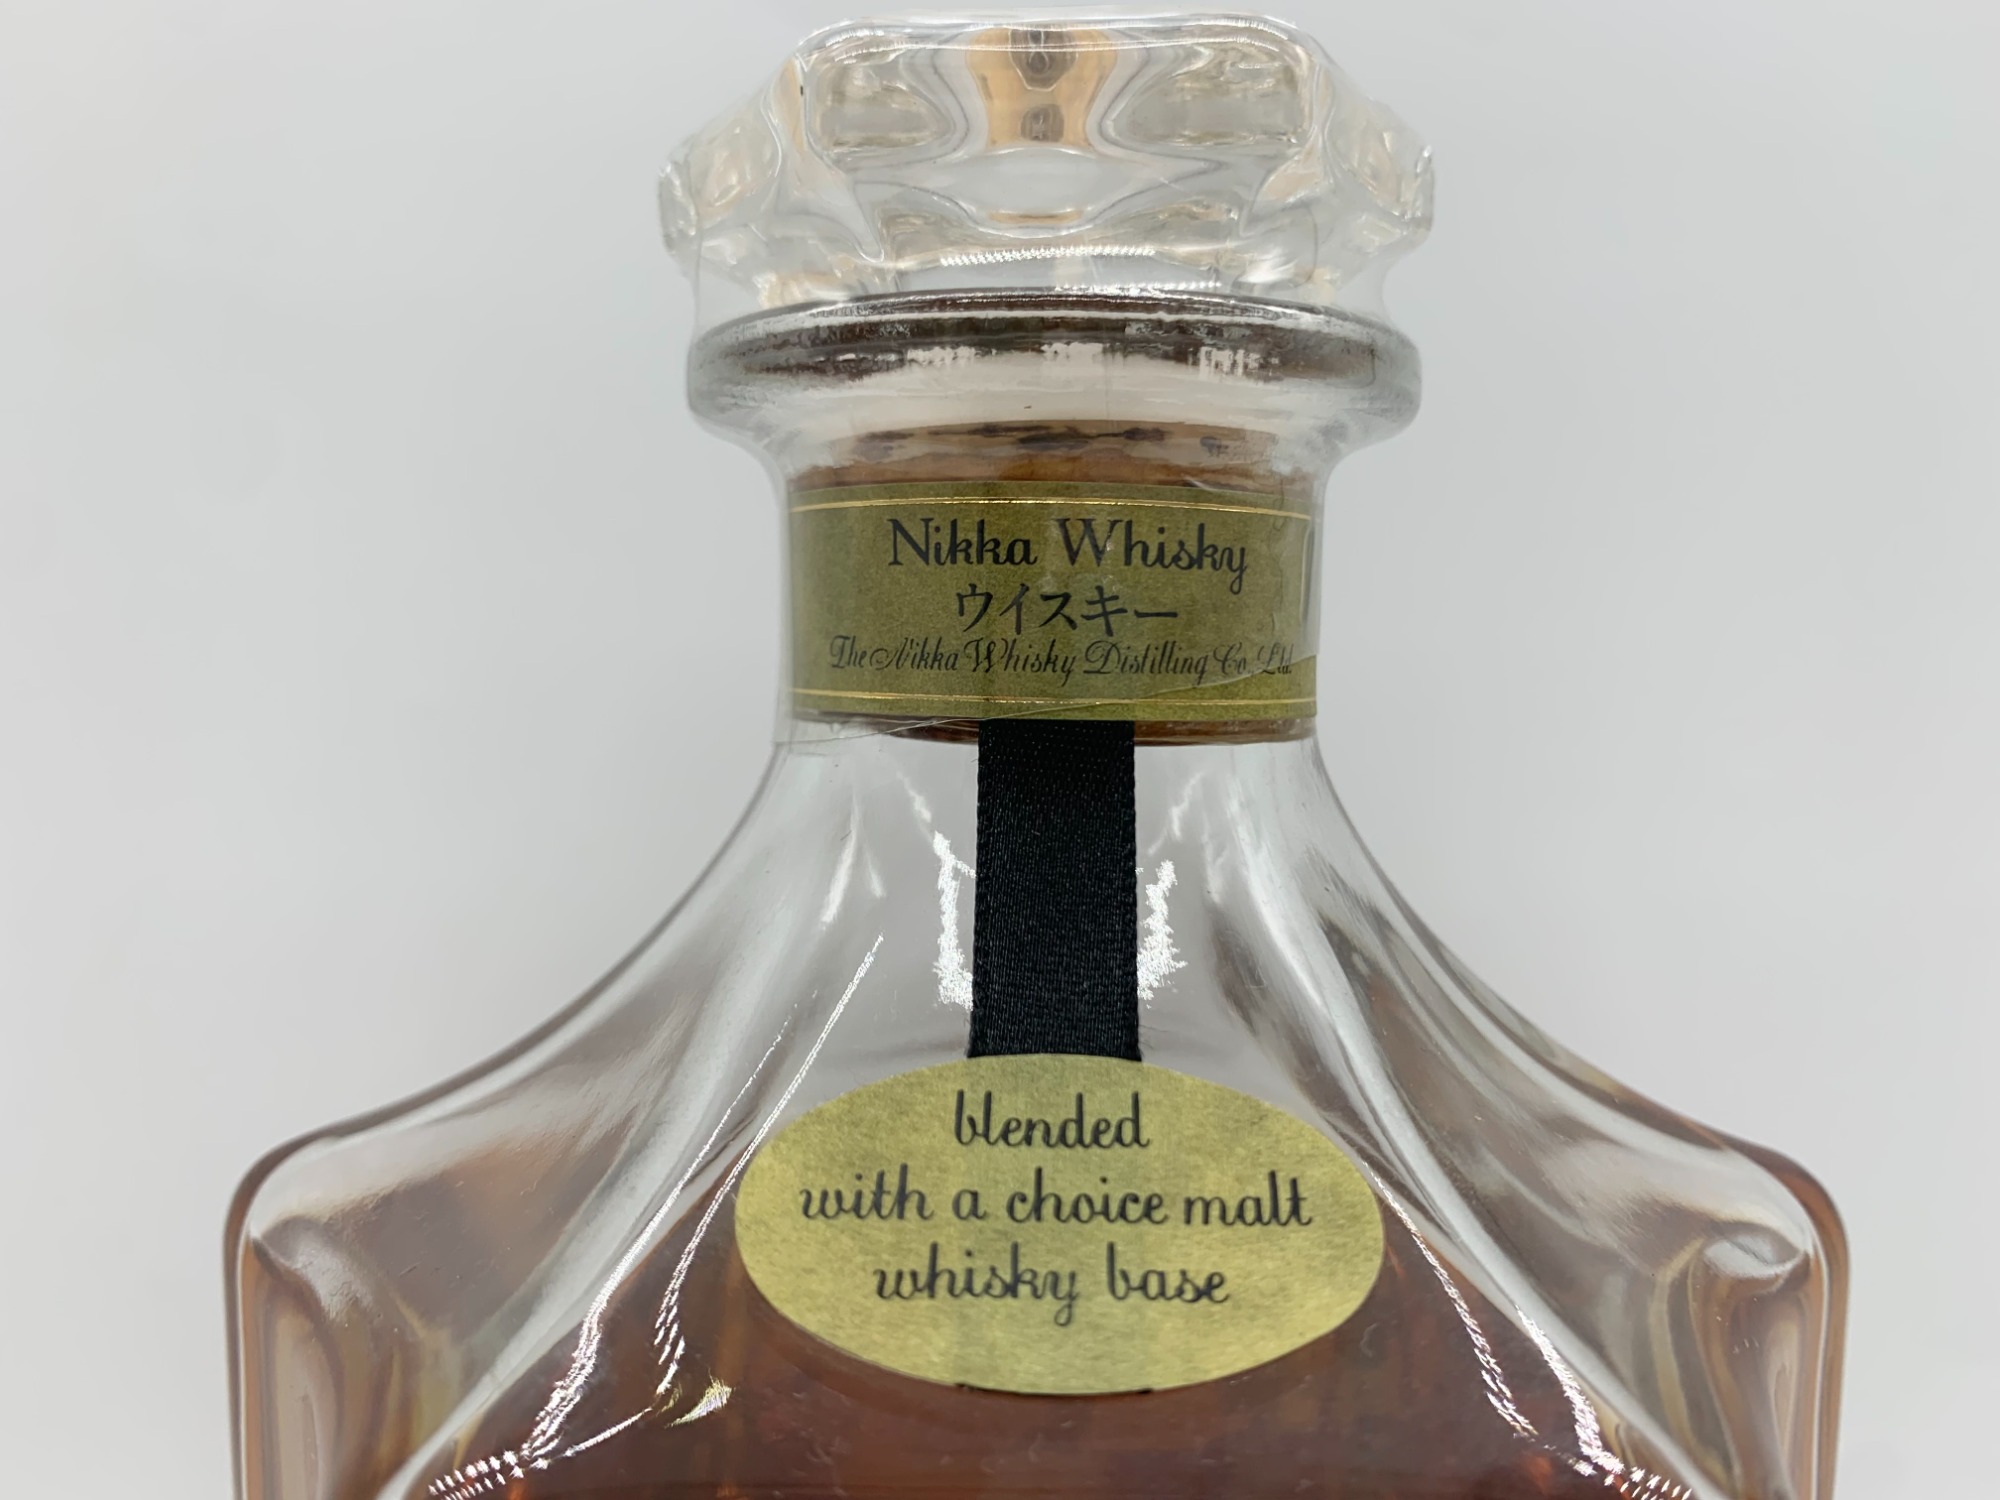 Nikka Whisky
ウイスキー
The Nikka Whisky Distilling Co. Ltd.
blended
with a choice malt
whisky base